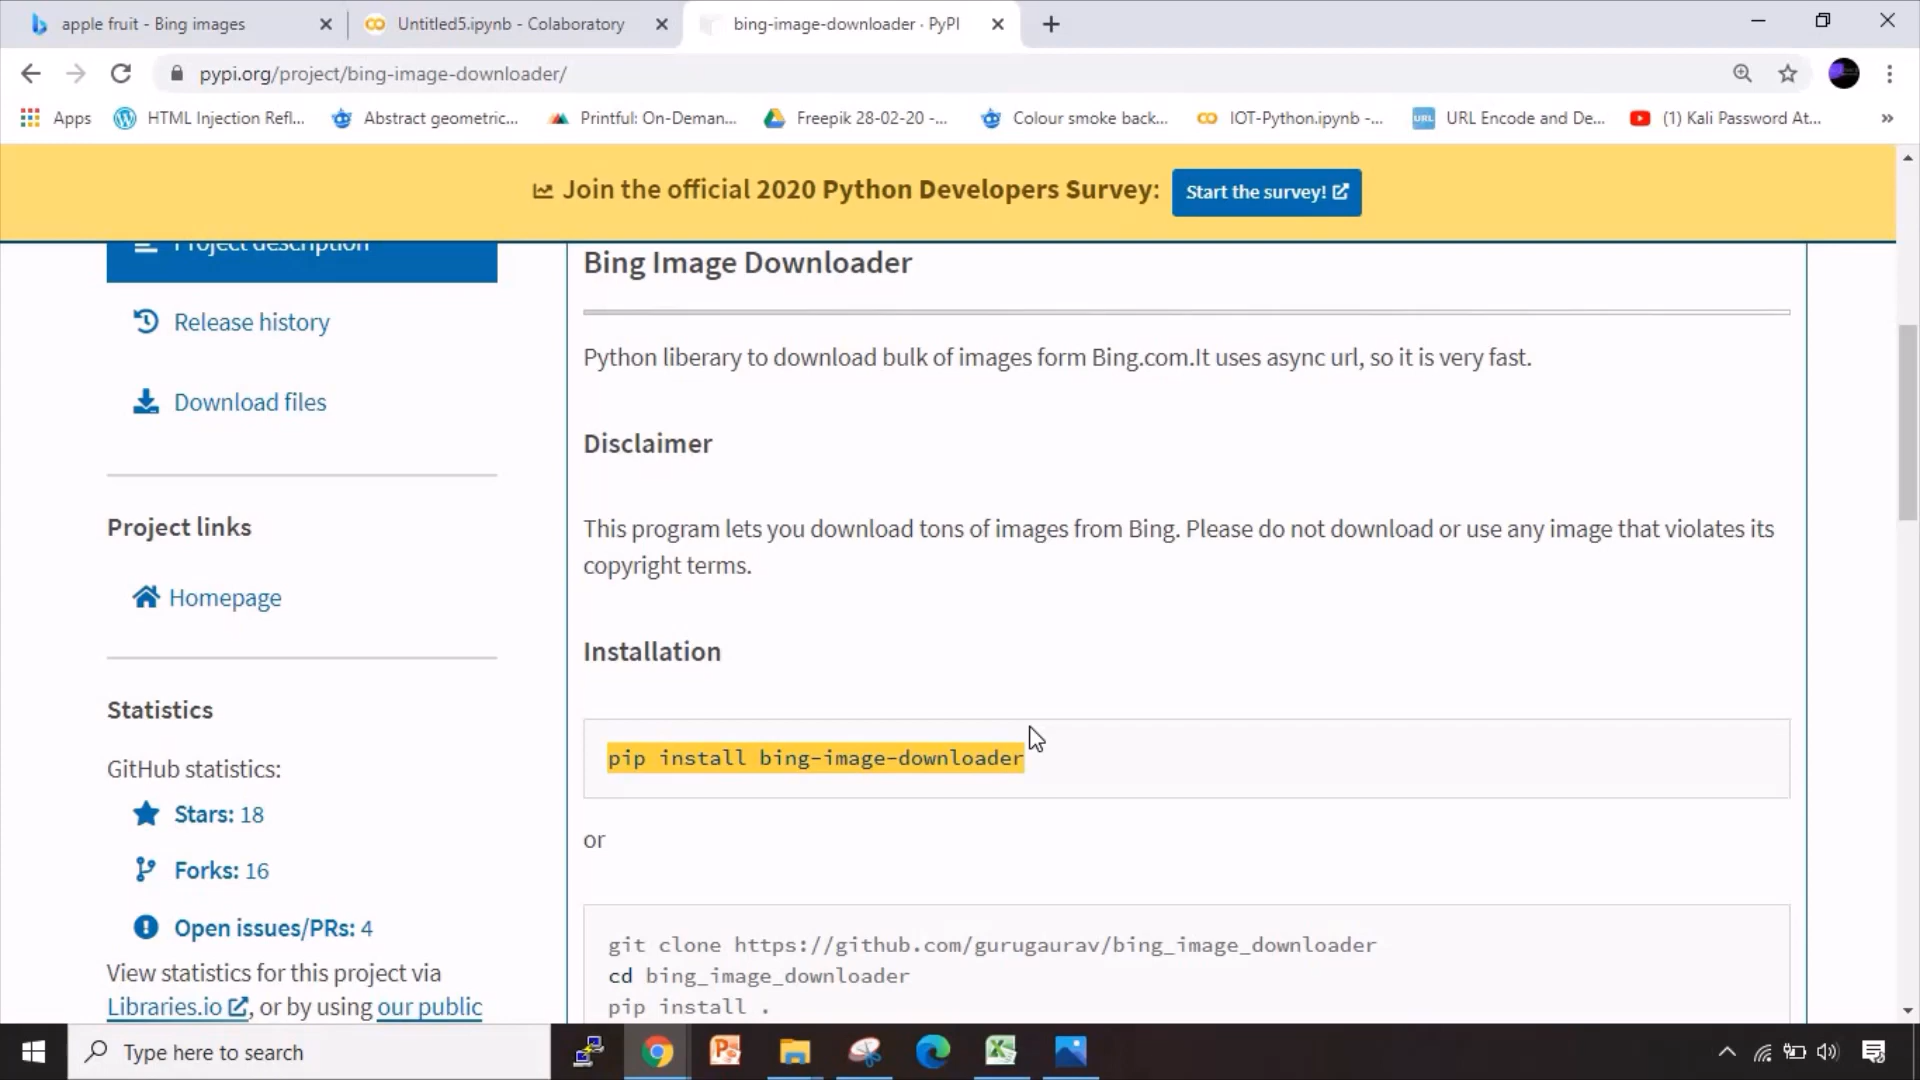 apple fruit - Bing images
Untitled5.ipynb - Colaboratory
bing-image-downloader · PyPI
pypi.org/project/bing-image-downloader/
Apps
HTML Injection Refl...
Abstract geometric...
Printful: On-Deman...
Freepik 28-02-20 -...
Colour smoke back...
IOT-Python.ipynb -...
URL
URL Encode and De...
(1) Kali Password At...
»
Join the official 2020 Python Developers Survey:
Start the survey!
Project description
Release history
Download files
Project links
Homepage
Statistics
GitHub statistics:
Stars: 18
Forks: 16
Open issues/PRs: 4
View statistics for this project via
Libraries.io, or by using our public
Bing Image Downloader
Python liberary to download bulk of images form Bing.com.It uses async url, so it is very fast.
Disclaimer
This program lets you download tons of images from Bing. Please do not download or use any image that violates its
copyright terms.
Installation
pip install bing-image-downloader
or
git clone https://github.com/gurugaurav/bing_image_downloader
cd bing_image_downloader
pip install .
Type here to search